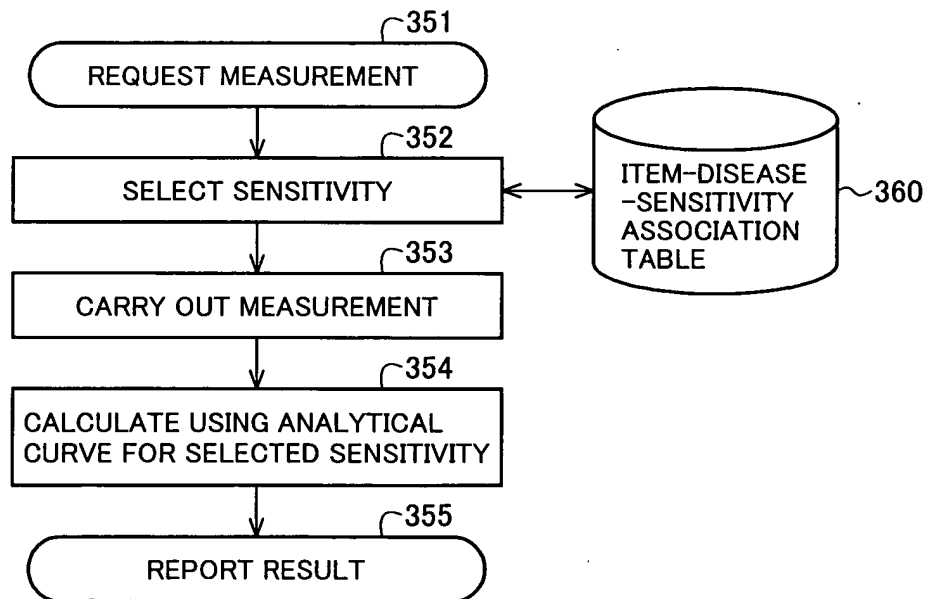 351
REQUEST MEASUREMENT
352
SELECT SENSITIVITY
ITEM-DISEASE
-SENSITIVITY
ASSOCIATION
TABLE
360
353
CARRY OUT MEASUREMENT
354
CALCULATE USING ANALYTICAL
CURVE FOR SELECTED SENSITIVITY
355
REPORT RESULT